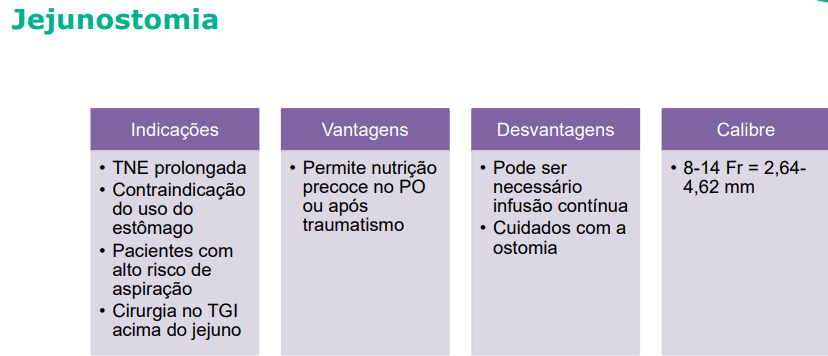 Jejunostomia
Indicações
• TNE prolongada
• Contraindicação
do uso do
estômago
• Pacientes com
alto risco de
aspiração
• Cirurgia no TGI
acima do jejuno
Vantagens
• Permite nutrição
precoce no PO
ou após
traumatismo
Desvantagens
• Pode ser
necessário
infusão contínua
• Cuidados com a
ostomia
Calibre
• 8-14 Fr = 2,64-
4,62 mm